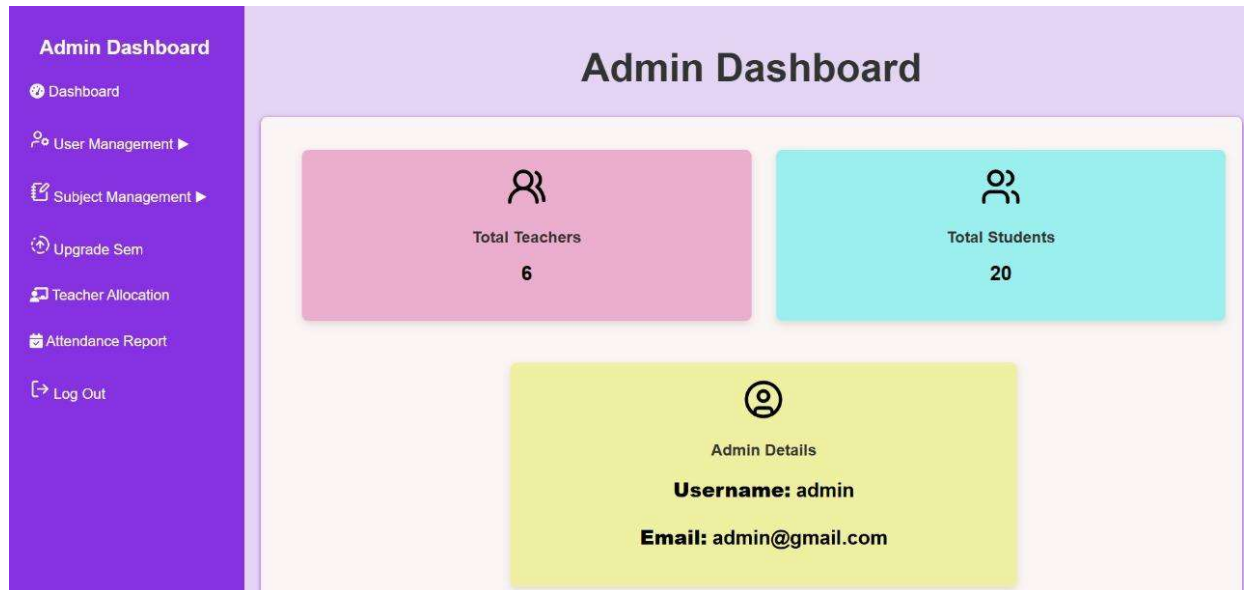 Admin Dashboard
Dashboard
User Management ▶
Subject Management ▶
Upgrade Sem
Teacher Allocation
Attendance Report
Log Out
Admin Dashboard
Total Teachers
6
Total Students
20
Admin Details
Username: admin
Email: admin@gmail.com